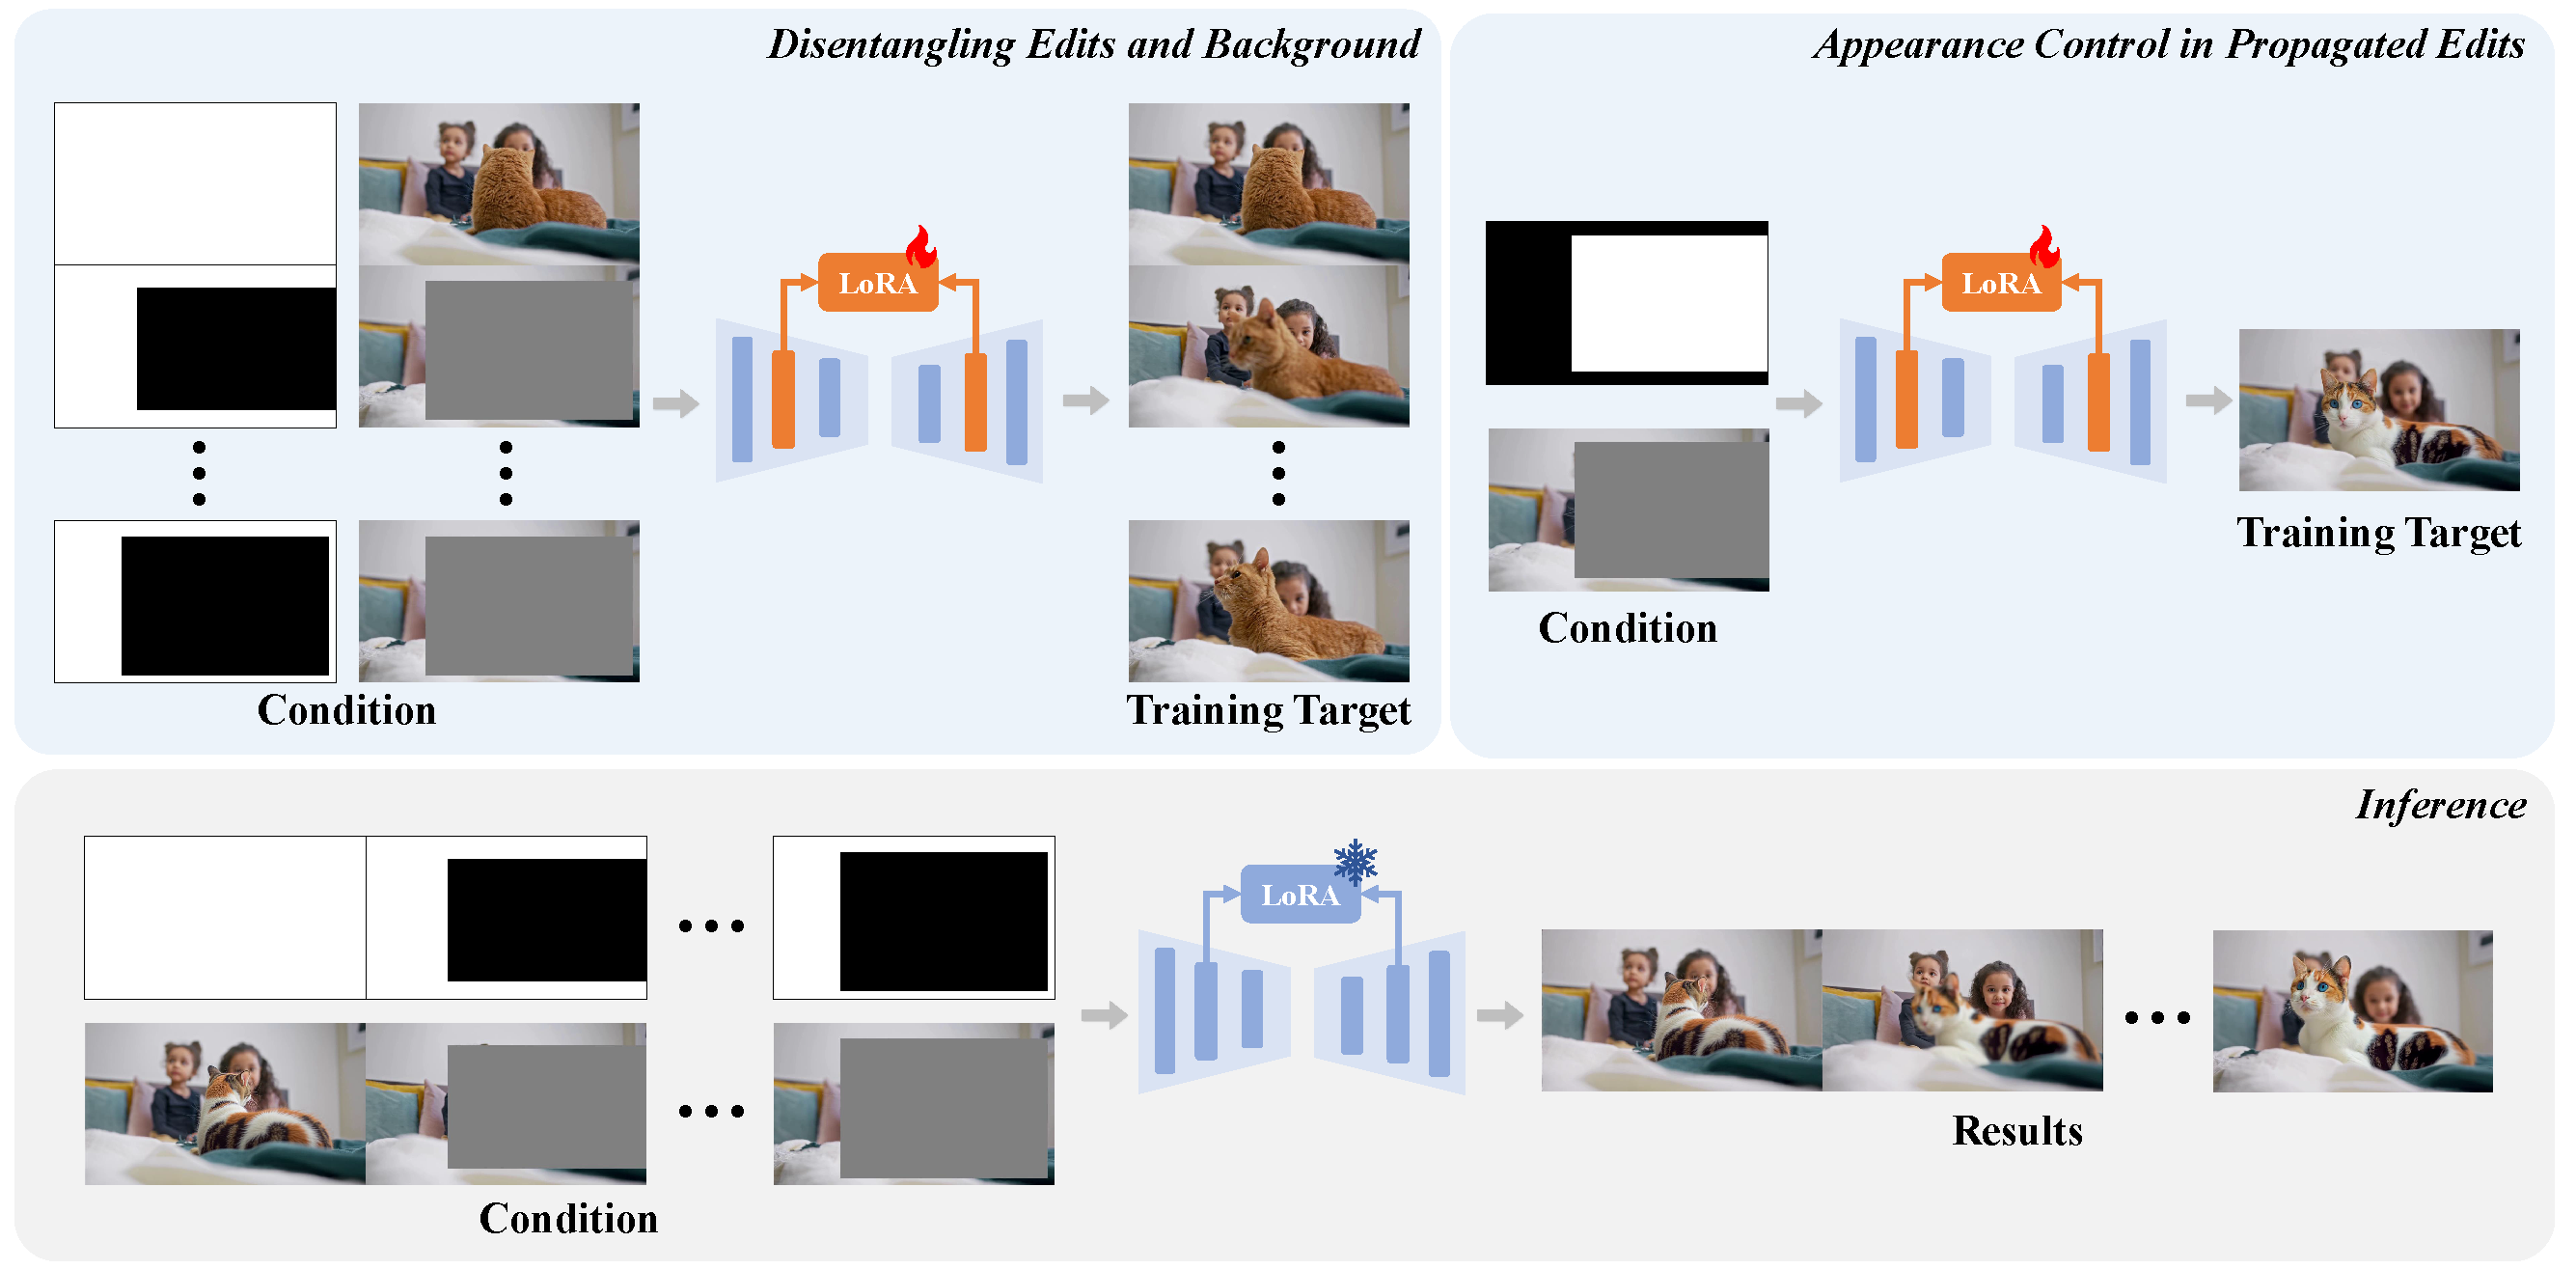 Disentangling Edits and Background
LoRA
Condition
Training Target
Appearance Control in Propagated Edits
LoRA
Condition
Training Target
Inference
LoRA
Condition
Results